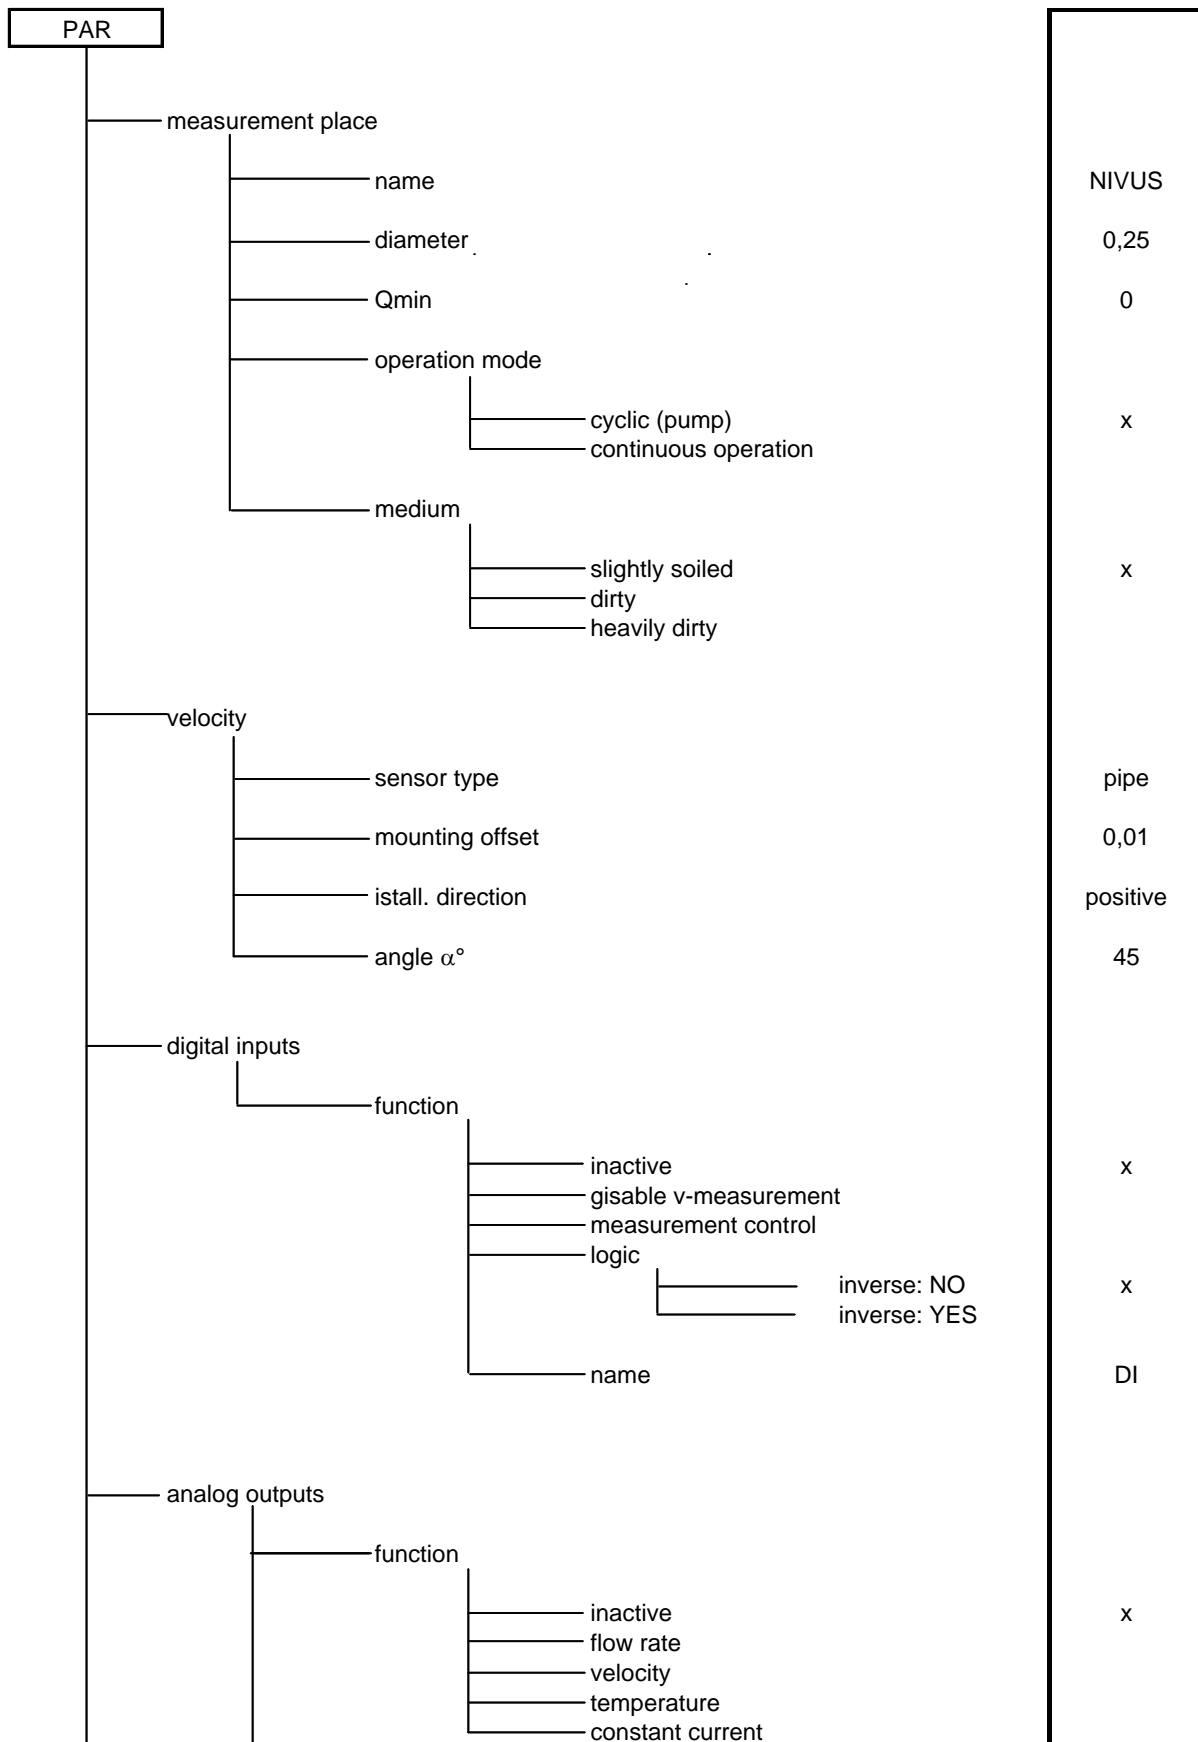 PAR
measurement place
name NIVUS
diameter 0,25
Qmin 0
operation mode
cyclic (pump) x
continuous operation
medium
slightly soiled x
dirty
heavily dirty
velocity
sensor type pipe
mounting offset 0,01
istall. direction positive
angle α° 45
digital inputs
function
inactive x
gisable v-measurement
measurement control
logic
inverse: NO x
inverse: YES
name DI
analog outputs
function
inactive x
flow rate
velocity
temperature
constant current